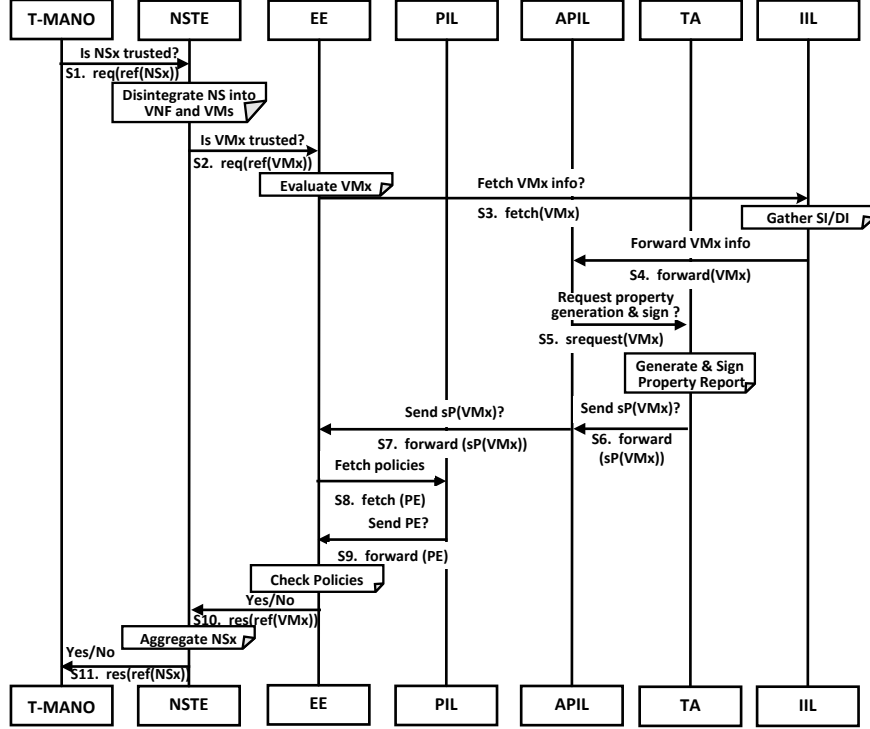 T-MANO NSTE EE PIL APIL TA IIL
Is NSx trusted?
S1. req(ref(NSx))
Disintegrate NS into
VNF and VMs
Is VMx trusted?
S2. req(ref(VMx))
Evaluate VMx
Fetch VMx info?
S3. fetch(VMx)
Gather SI/DI
Forward VMx info
S4. forward(VMx)
Request property
generation & sign ?
S5. srequest(VMx)
Generate & Sign
Property Report
Send sP(VMx)?
S6. forward
(sP(VMx))
Send sP(VMx)?
S7. forward (sP(VMx))
Fetch policies
S8. fetch (PE)
Send PE?
S9. forward (PE)
Check Policies
Yes/No
S10. res(ref(VMx))
Aggregate NSx
Yes/No
S11. res(ref(NSx))
T-MANO NSTE EE PIL APIL TA IIL